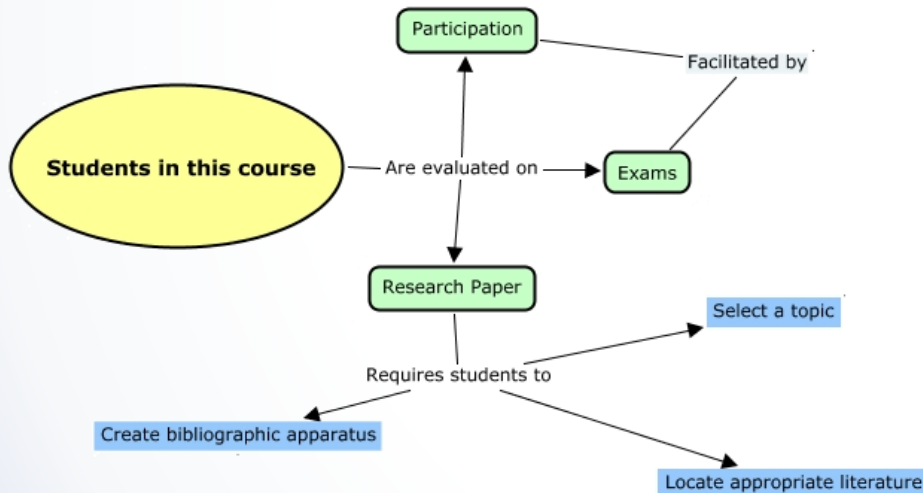 Participation
Facilitated by
Students in this course
Are evaluated on
Exams
Research Paper
Select a topic
Requires students to
Create bibliographic apparatus
Locate appropriate literature